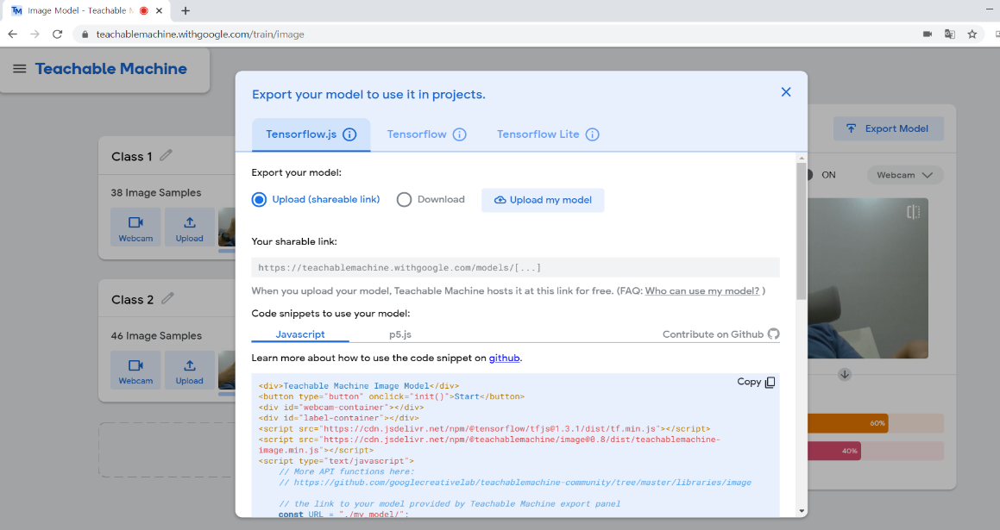 TM Image Model - Teachable M
teachablemachine.withgoogle.com/train/image
Teachable Machine
Export your model to use it in projects.
Tensorflow.js
Tensorflow
Tensorflow Lite
Export Model
Class 1
38 Image Samples
Webcam
Upload
Class 2
46 Image Samples
Webcam
Upload
Export your model:
Upload (shareable link)
Download
Upload my model
Your sharable link:
https://teachablemachine.withgoogle.com/models/[...]
When you upload your model, Teachable Machine hosts it at this link for free. (FAQ: Who can use my model? )
Code snippets to use your model:
Javascript
p5.js
Contribute on Github
Learn more about how to use the code snippet on github.
Copy
<div>Teachable Machine Image Model</div>
<button type="button" onclick="init()">Start</button>
<div id="webcam-container"></div>
<div id="label-container"></div>
<script src="https://cdn.jsdelivr.net/npm/@tensorflow/tfjs@1.3.1/dist/tf.min.js"></script>
<script src="https://cdn.jsdelivr.net/npm/@teachablemachine/image@0.8/dist/teachablemachine-
image.min.js"></script>
<script type="text/javascript">
// More API functions here:
// https://github.com/googlecreativelab/teachablemachine-community/tree/master/libraries/image
// the link to your model provided by Teachable Machine export panel
const URL = "./my_model/";
ON
Webcam
60%
40%